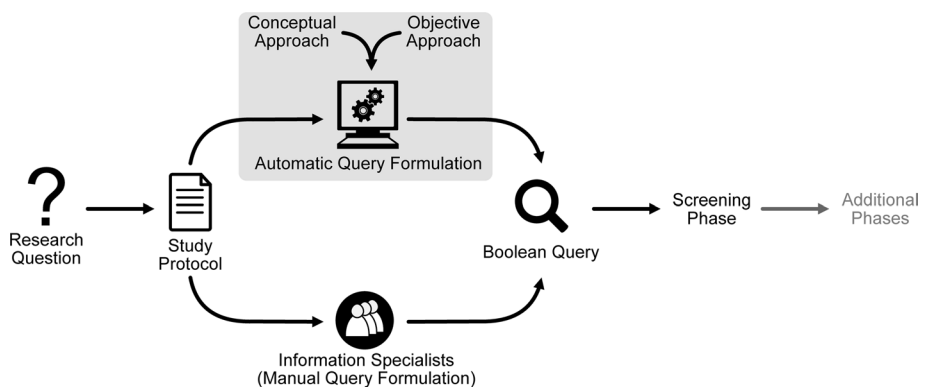 Conceptual
Approach
Objective
Approach
Automatic Query Formulation
?
Research
Question
Study
Protocol
Boolean Query
Screening
Phase
Additional
Phases
Information Specialists
(Manual Query Formulation)